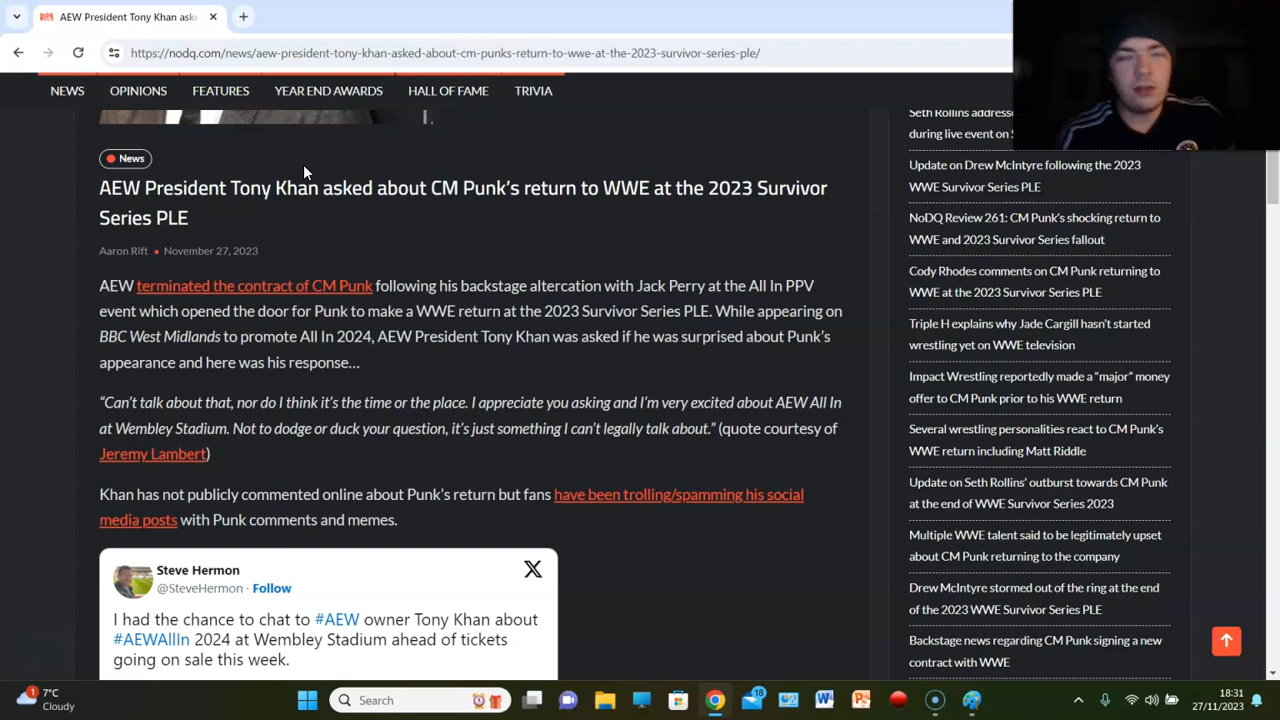 AEW President Tony Khan aske
https://nodq.com/news/aew-president-tony-khan-asked-about-cm-punks-return-to-wwe-at-the-2023-survivor-series-ple/
NEWS
OPINIONS
FEATURES
YEAR END AWARDS
HALL OF FAME
TRIVIA
News
AEW President Tony Khan asked about CM Punk's return to WWE at the 2023 Survivor
Series PLE
Aaron Rift • November 27, 2023
AEW terminated the contract of CM Punk following his backstage altercation with Jack Perry at the All In PPV
event which opened the door for Punk to make a WWE return at the 2023 Survivor Series PLE. While appearing on
BBC West Midlands to promote All In 2024, AEW President Tony Khan was asked if he was surprised about Punk's
appearance and here was his response…
“Can't talk about that, nor do I think it's the time or the place. I appreciate you asking and I'm very excited about AEW All In
at Wembley Stadium. Not to dodge or duck your question, it's just something I can't legally talk about.” (quote courtesy of
Jeremy Lambert)
Khan has not publicly commented online about Punk's return but fans have been trolling/spamming his social
media posts with Punk comments and memes.
Steve Hermon
@SteveHermon · Follow
I had the chance to chat to #AEW owner Tony Khan about
#AEWAllIn 2024 at Wembley Stadium ahead of tickets
going on sale this week.
Seth Rollins address
during live event on S
Update on Drew McIntyre following the 2023
WWE Survivor Series PLE
NoDQ Review 261: CM Punk's shocking return to
WWE and 2023 Survivor Series fallout
Cody Rhodes comments on CM Punk returning to
WWE at the 2023 Survivor Series PLE
Triple H explains why Jade Cargill hasn't started
wrestling yet on WWE television
Impact Wrestling reportedly made a “major” money
offer to CM Punk prior to his WWE return
Several wrestling personalities react to CM Punk's
WWE return including Matt Riddle
Update on Seth Rollins' outburst towards CM Punk
at the end of WWE Survivor Series 2023
Multiple WWE talent said to be legitimately upset
about CM Punk returning to the company
Drew McIntyre stormed out of the ring at the end
of the 2023 WWE Survivor Series PLE
Backstage news regarding CM Punk signing a new
contract with WWE
1
7°C
Cloudy
Search
18
18:31
27/11/2023